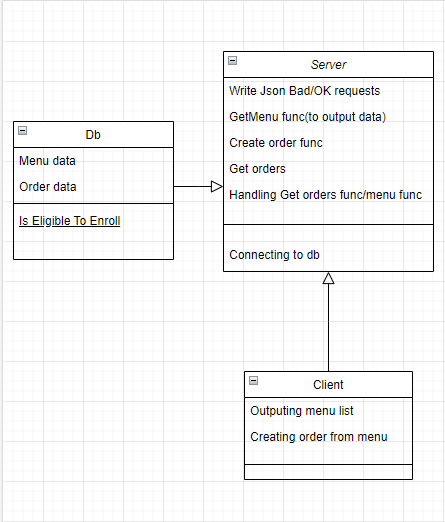 Server
Write Json Bad/OK requests
GetMenu func(to output data)
Create order func
Get orders
Handling Get orders func/menu func
Connecting to db
Db
Menu data
Order data
Is Eligible To Enroll
Client
Outputing menu list
Creating order from menu